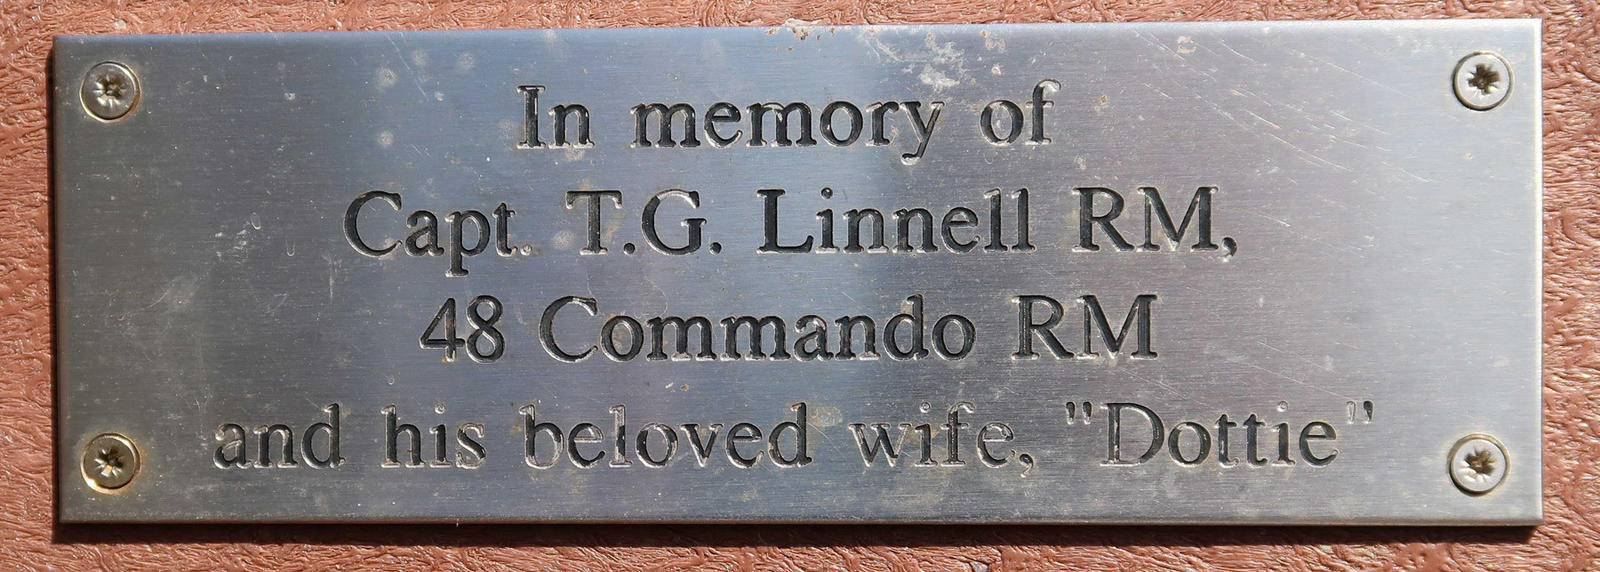 In memory of
Capt. T.G. Linnell RM,
48 Commando RM
and his beloved wife, "Dottie"